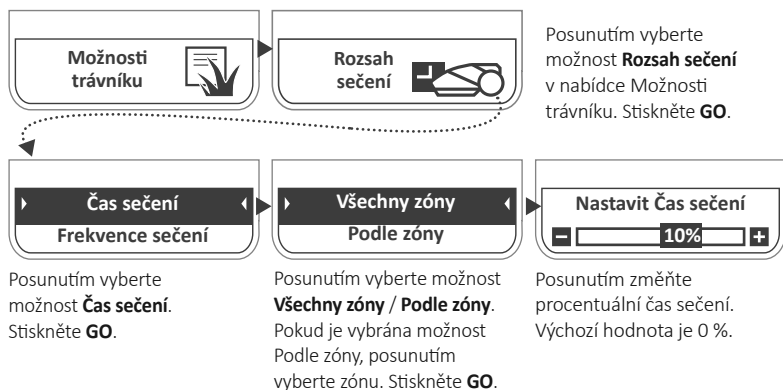 Možnosti
trávníku
Rozsah
sečení
Posunutím vyberte
možnost Rozsah sečení
v nabídce Možnosti
trávníku. Stiskněte GO.
Čas sečení
Frekvence sečení
Všechny zóny
Podle zóny
Nastavit Čas sečení
10%
Posunutím vyberte
možnost Čas sečení.
Stiskněte GO.
Posunutím vyberte možnost
Všechny zóny / Podle zóny.
Pokud je vybrána možnost
Podle zóny, posunutím
vyberte zónu. Stiskněte GO.
Posunutím změňte
procentuální čas sečení.
Výchozí hodnota je 0 %.